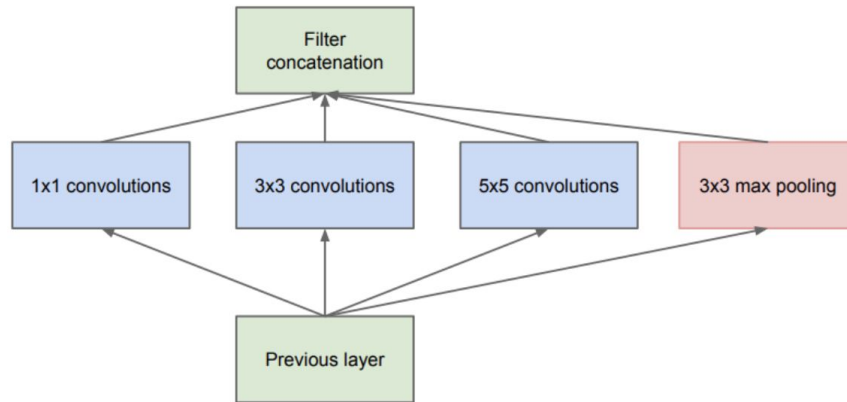 Filter
concatenation
1x1 convolutions
3x3 convolutions
5x5 convolutions
3x3 max pooling
Previous layer